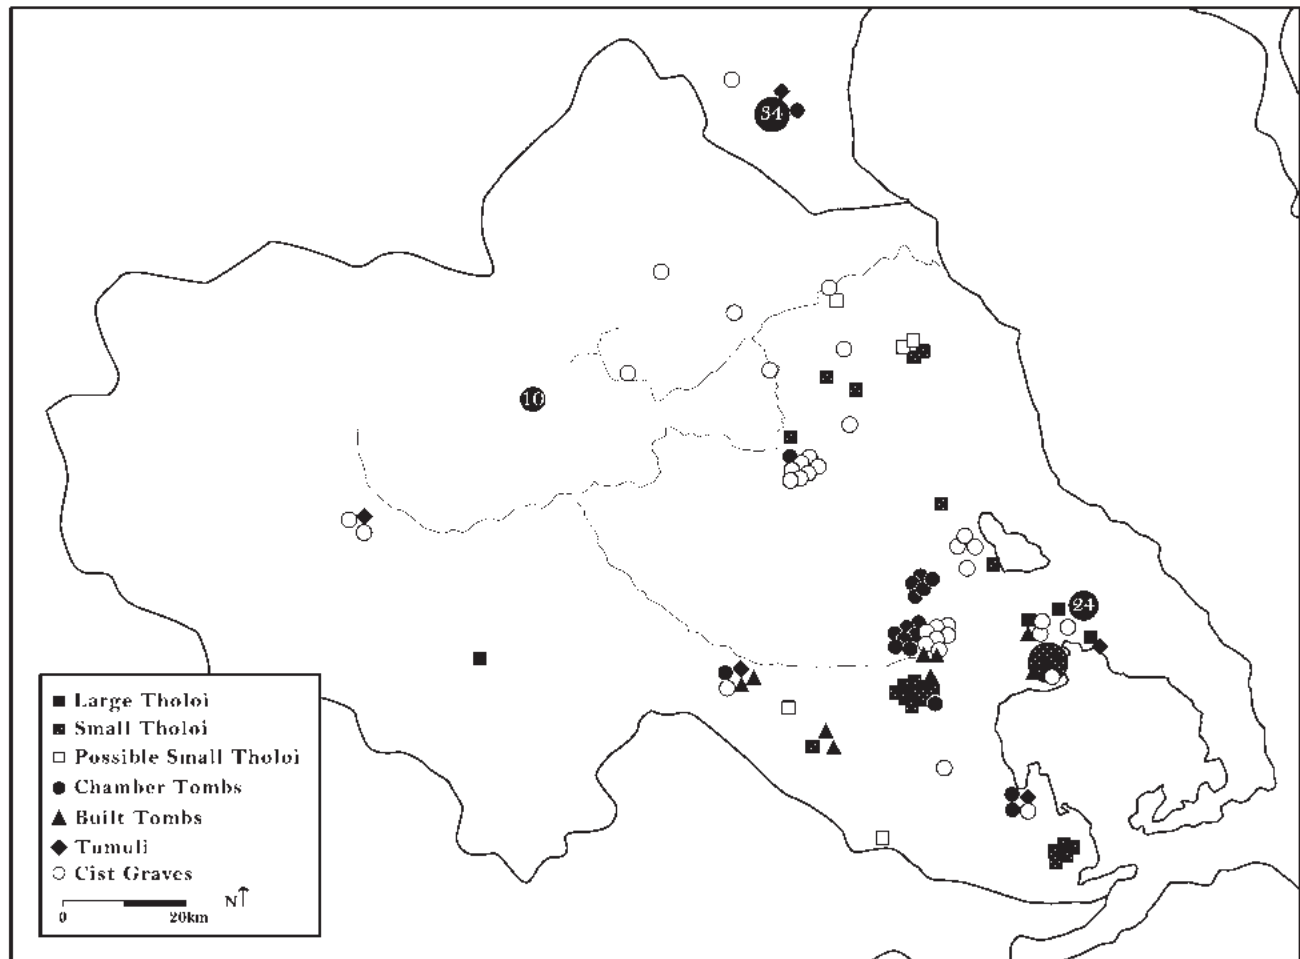 34
10
24
Large Tholoi
Small Tholoi
Possible Small Tholoi
Chamber Tombs
Built Tombs
Tumuli
Cist Graves
N
0 20km